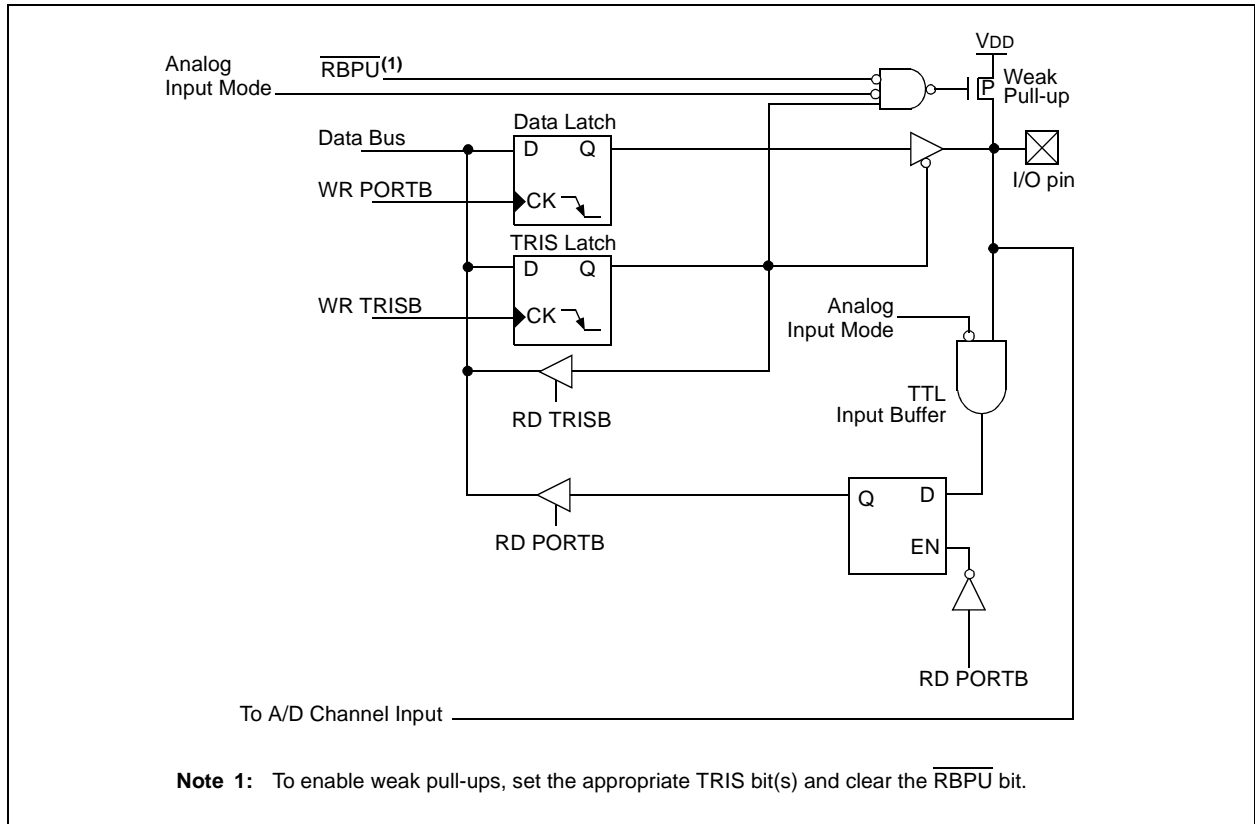 VDD
Analog
Input Mode
RBPU(1)
P
Weak
Pull-up
Data Bus
Data Latch
D Q
I/O pin
WR PORTB
CK
TRIS Latch
D Q
WR TRISB
CK
Analog
Input Mode
RD TRISB
TTL
Input Buffer
Q D
EN
RD PORTB
RD PORTB
To A/D Channel Input
Note 1: To enable weak pull-ups, set the appropriate TRIS bit(s) and clear the RBPU bit.